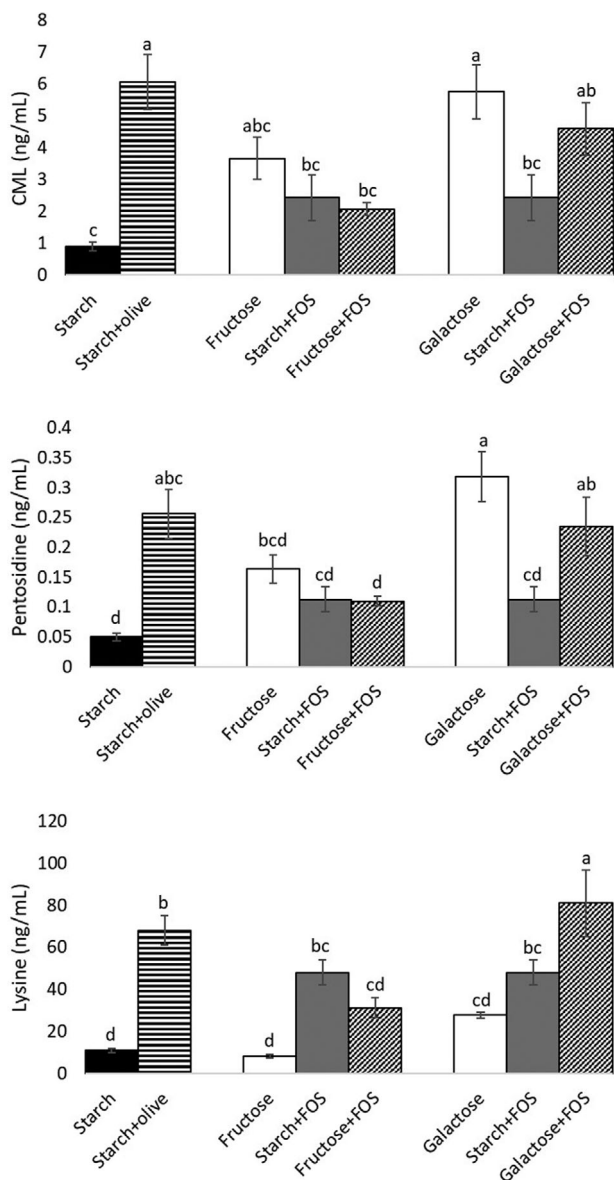 CML (ng/mL)
8
7
6
5
4
3
2
1
0
c
a
abc
bc
bc
a
bc
ab
Starch
Starch+olive
Fructose
Starch+FOS
Fructose+FOS
Galactose
Starch+FOS
Galactose+FOS
Pentosidine (ng/mL)
0.4
0.35
0.3
0.25
0.2
0.15
0.1
0.05
0
d
abc
bcd
cd
d
a
cd
ab
Starch
Starch+olive
Fructose
Starch+FOS
Fructose+FOS
Galactose
Starch+FOS
Galactose+FOS
Lysine (ng/mL)
120
100
80
60
40
20
0
d
b
d
bc
cd
cd
bc
a
Starch
Starch+olive
Fructose
Starch+FOS
Fructose+FOS
Galactose
Starch+FOS
Galactose+FOS